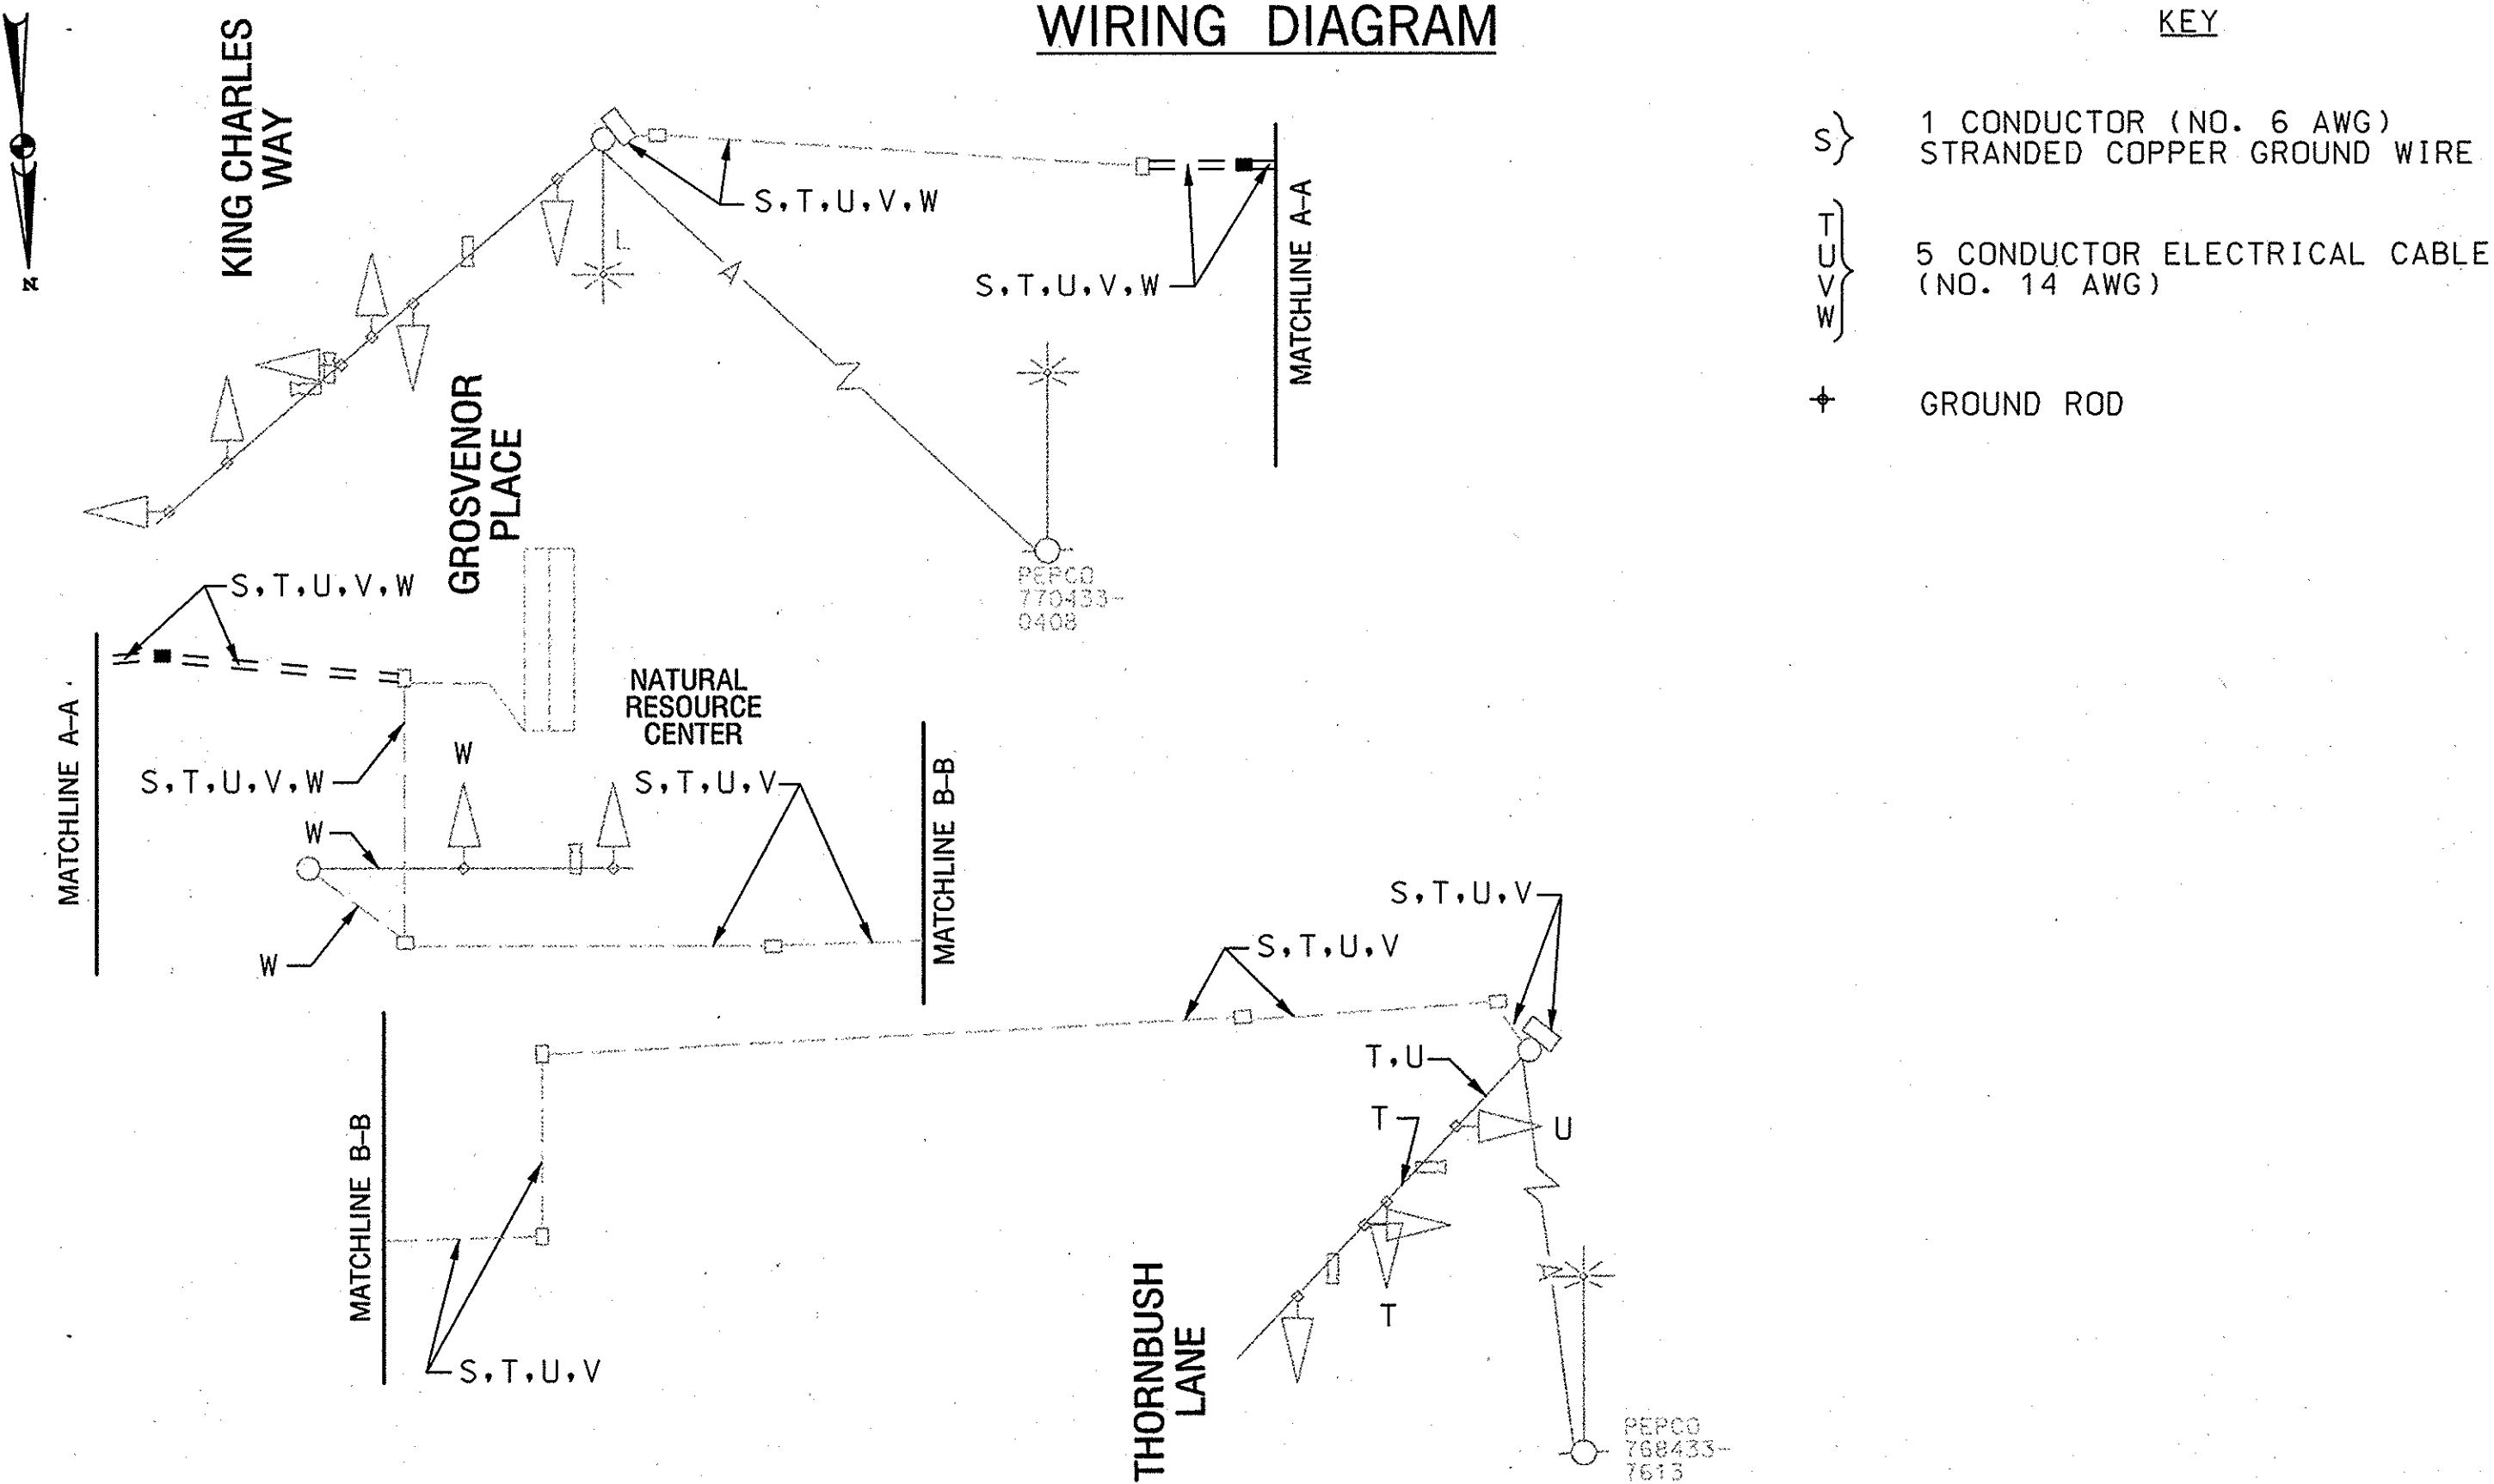 WIRING DIAGRAM
KEY
S
1 CONDUCTOR (NO. 6 AWG)
STRANDED COPPER GROUND WIRE
T
U
V
W
5 CONDUCTOR ELECTRICAL CABLE
(NO. 14 AWG)
GROUND ROD
N
KING CHARLES
WAY
S,T,U,V,W
L
S,T,U,V,W
MATCHLINE A-A
GROSVENOR
PLACE
PEPCO
770433-
0408
S,T,U,V,W
MATCHLINE A-A
NATURAL
RESOURCE
CENTER
W
S,T,U,V,W
S,T,U,V
W
W
MATCHLINE B-B
S,T,U,V
S,T,U,V
T,U
T
U
T
MATCHLINE B-B
S,T,U,V
THORNBUSH
LANE
PEPCO
768433-
7613